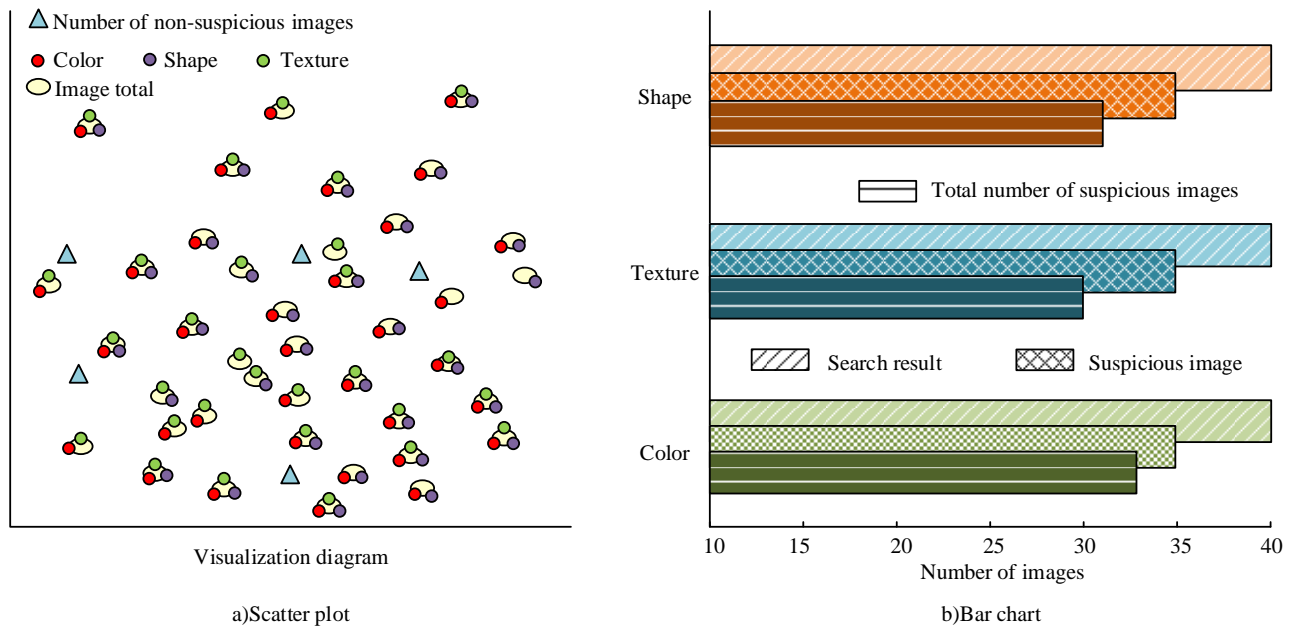 Number of non-suspicious images
Color Shape Texture
Image total
Visualization diagram
a)Scatter plot
Shape
Total number of suspicious images
Texture
Search result Suspicious image
Color
10 15 20 25 30 35 40
Number of images
b)Bar chart